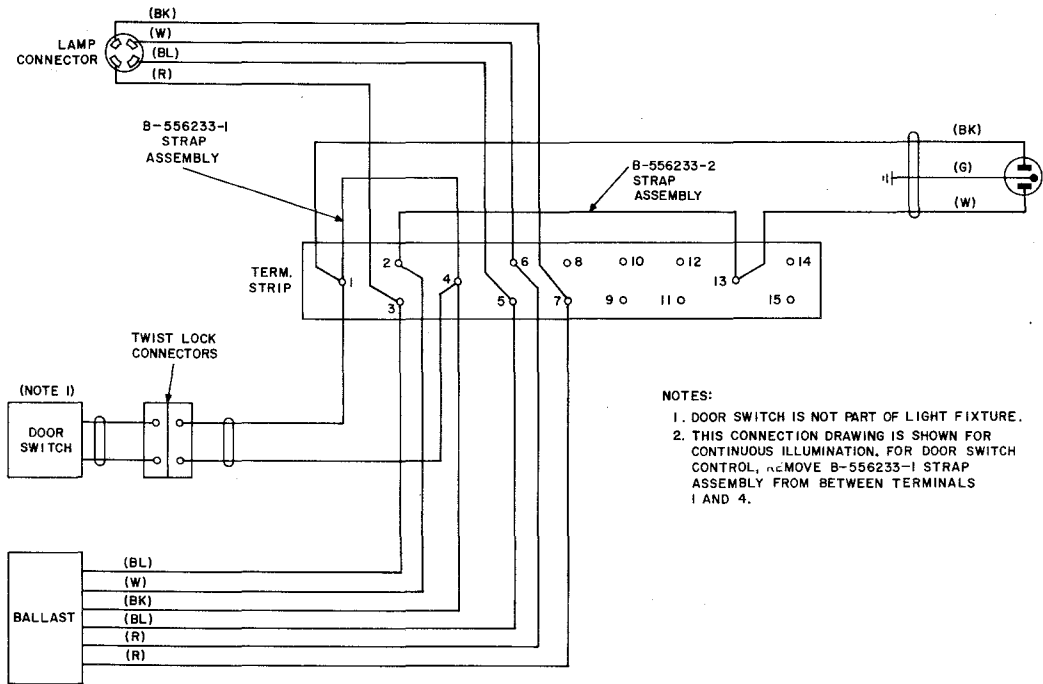 (BK)
(W)
(BL)
(R)
LAMP
CONNECTOR
B-556233-1
STRAP
ASSEMBLY
B-556233-2
STRAP
ASSEMBLY
(BK)
(G)
(W)
TERM.
STRIP
1
2
3
4
5
6
7
8
9
10
11
12
13
14
15
TWIST LOCK
CONNECTORS
(NOTE 1)
DOOR
SWITCH
NOTES:
1. DOOR SWITCH IS NOT PART OF LIGHT FIXTURE.
2. THIS CONNECTION DRAWING IS SHOWN FOR
CONTINUOUS ILLUMINATION. FOR DOOR SWITCH
CONTROL, REMOVE B-556233-1 STRAP
ASSEMBLY FROM BETWEEN TERMINALS
1 AND 4.
BALLAST
(BL)
(W)
(BK)
(BL)
(R)
(R)